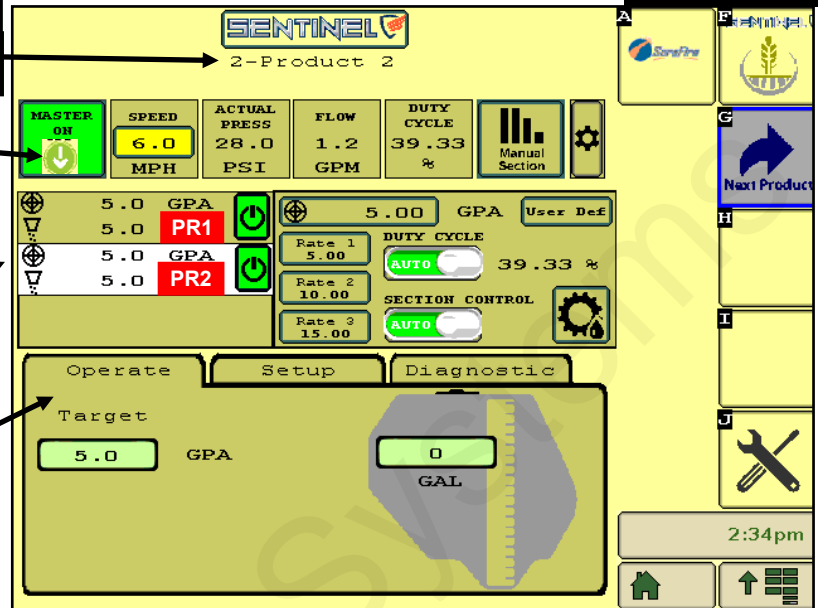 SENTINEL
2-Product 2
MASTER ON
SPEED
6.0
MPH
ACTUAL PRESS
28.0
PSI
FLOW
1.2
GPM
DUTY CYCLE
39.33
%
Manual Section
5.0 GPA
5.0 PR1
5.0 GPA
5.0 PR2
5.00 GPA
User Def
Rate 1
5.00
Rate 2
10.00
Rate 3
15.00
DUTY CYCLE
AUTO
39.33 %
SECTION CONTROL
AUTO
Operate
Setup
Diagnostic
Target
5.0 GPA
0
GAL
A
SureFire
F
SENTINEL
G
Next Product
H
I
J
2:34pm
Systems